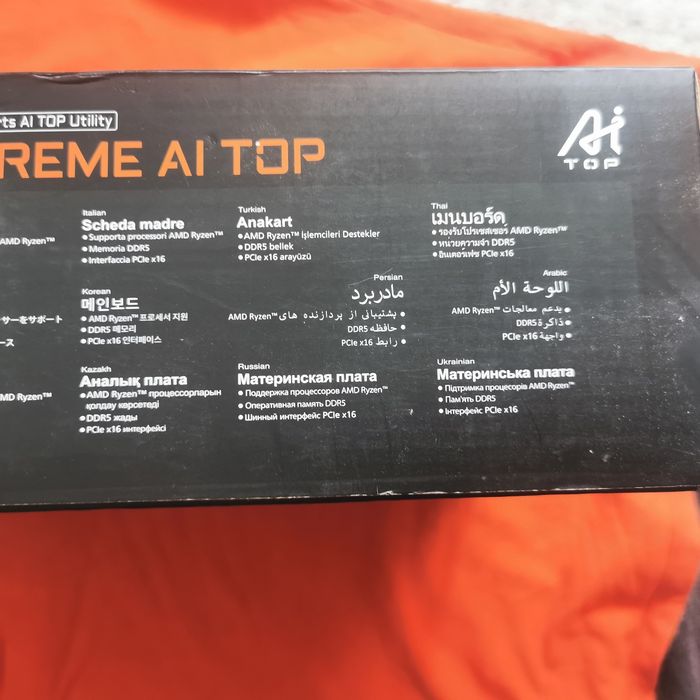 rts AI TOP Utility
REME AI TOP
Ai
TOP
AMD Ryzen™
Italian
Scheda madre
● Supporta processori AMD Ryzen™
● Memoria DDR5
● Interfaccia PCIe x16
Turkish
Anakart
● AMD Ryzen™ İşlemcileri Destekler
● DDR5 bellek
● PCIe x16 arayüzü
Thai
เมนบอร์ด
● รองรับโปรเซสเซอร์ AMD Ryzen™
● หน่วยความจำ DDR5
● อินเตอร์เฟซ PCIe x16
サーをサポート
ース
Korean
메인보드
● AMD Ryzen™ 프로세서 지원
● DDR5 메모리
● PCIe x16 인터페이스
Persian
مادربرد
● پشتیبانی از پردازنده های AMD Ryzen™
● حافظه DDR5
● رابط PCIe x16
Arabic
اللوحة الأم
● يدعم معالجات AMD Ryzen™
● ذاكرة DDR5
● واجهة PCIe x16
MD Ryzen™
Kazakh
Аналық плата
● AMD Ryzen™ процессорларын
қолдау көрсетеді
● DDR5 жады
● PCIe x16 интерфейсі
Russian
Материнская плата
● Поддержка процессоров AMD Ryzen™
● Оперативная память DDR5
● Шинный интерфейс PCIe x16
Ukrainian
Материнська плата
● Підтримка процесорів AMD Ryzen™
● Пам'ять DDR5
● Інтерфейс PCIe x16